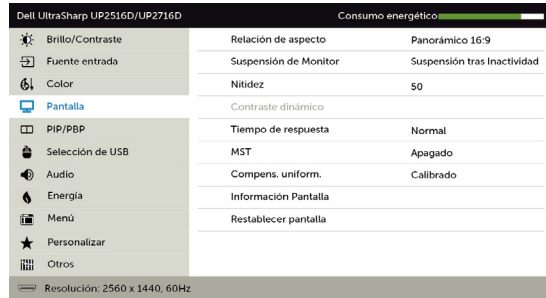 Dell UltraSharp UP2516D/UP2716D Consumo energético
Brillo/Contraste Relación de aspecto Panorámico 16:9
Fuente entrada Suspensión de Monitor Suspensión tras Inactividad
Color Nitidez 50
Pantalla Contraste dinámico
PIP/PBP Tiempo de respuesta Normal
Selección de USB MST Apagado
Audio Compens. uniform. Calibrado
Energía Información Pantalla
Menú Restablecer pantalla
Personalizar
Otros
Resolución: 2560 x 1440, 60Hz